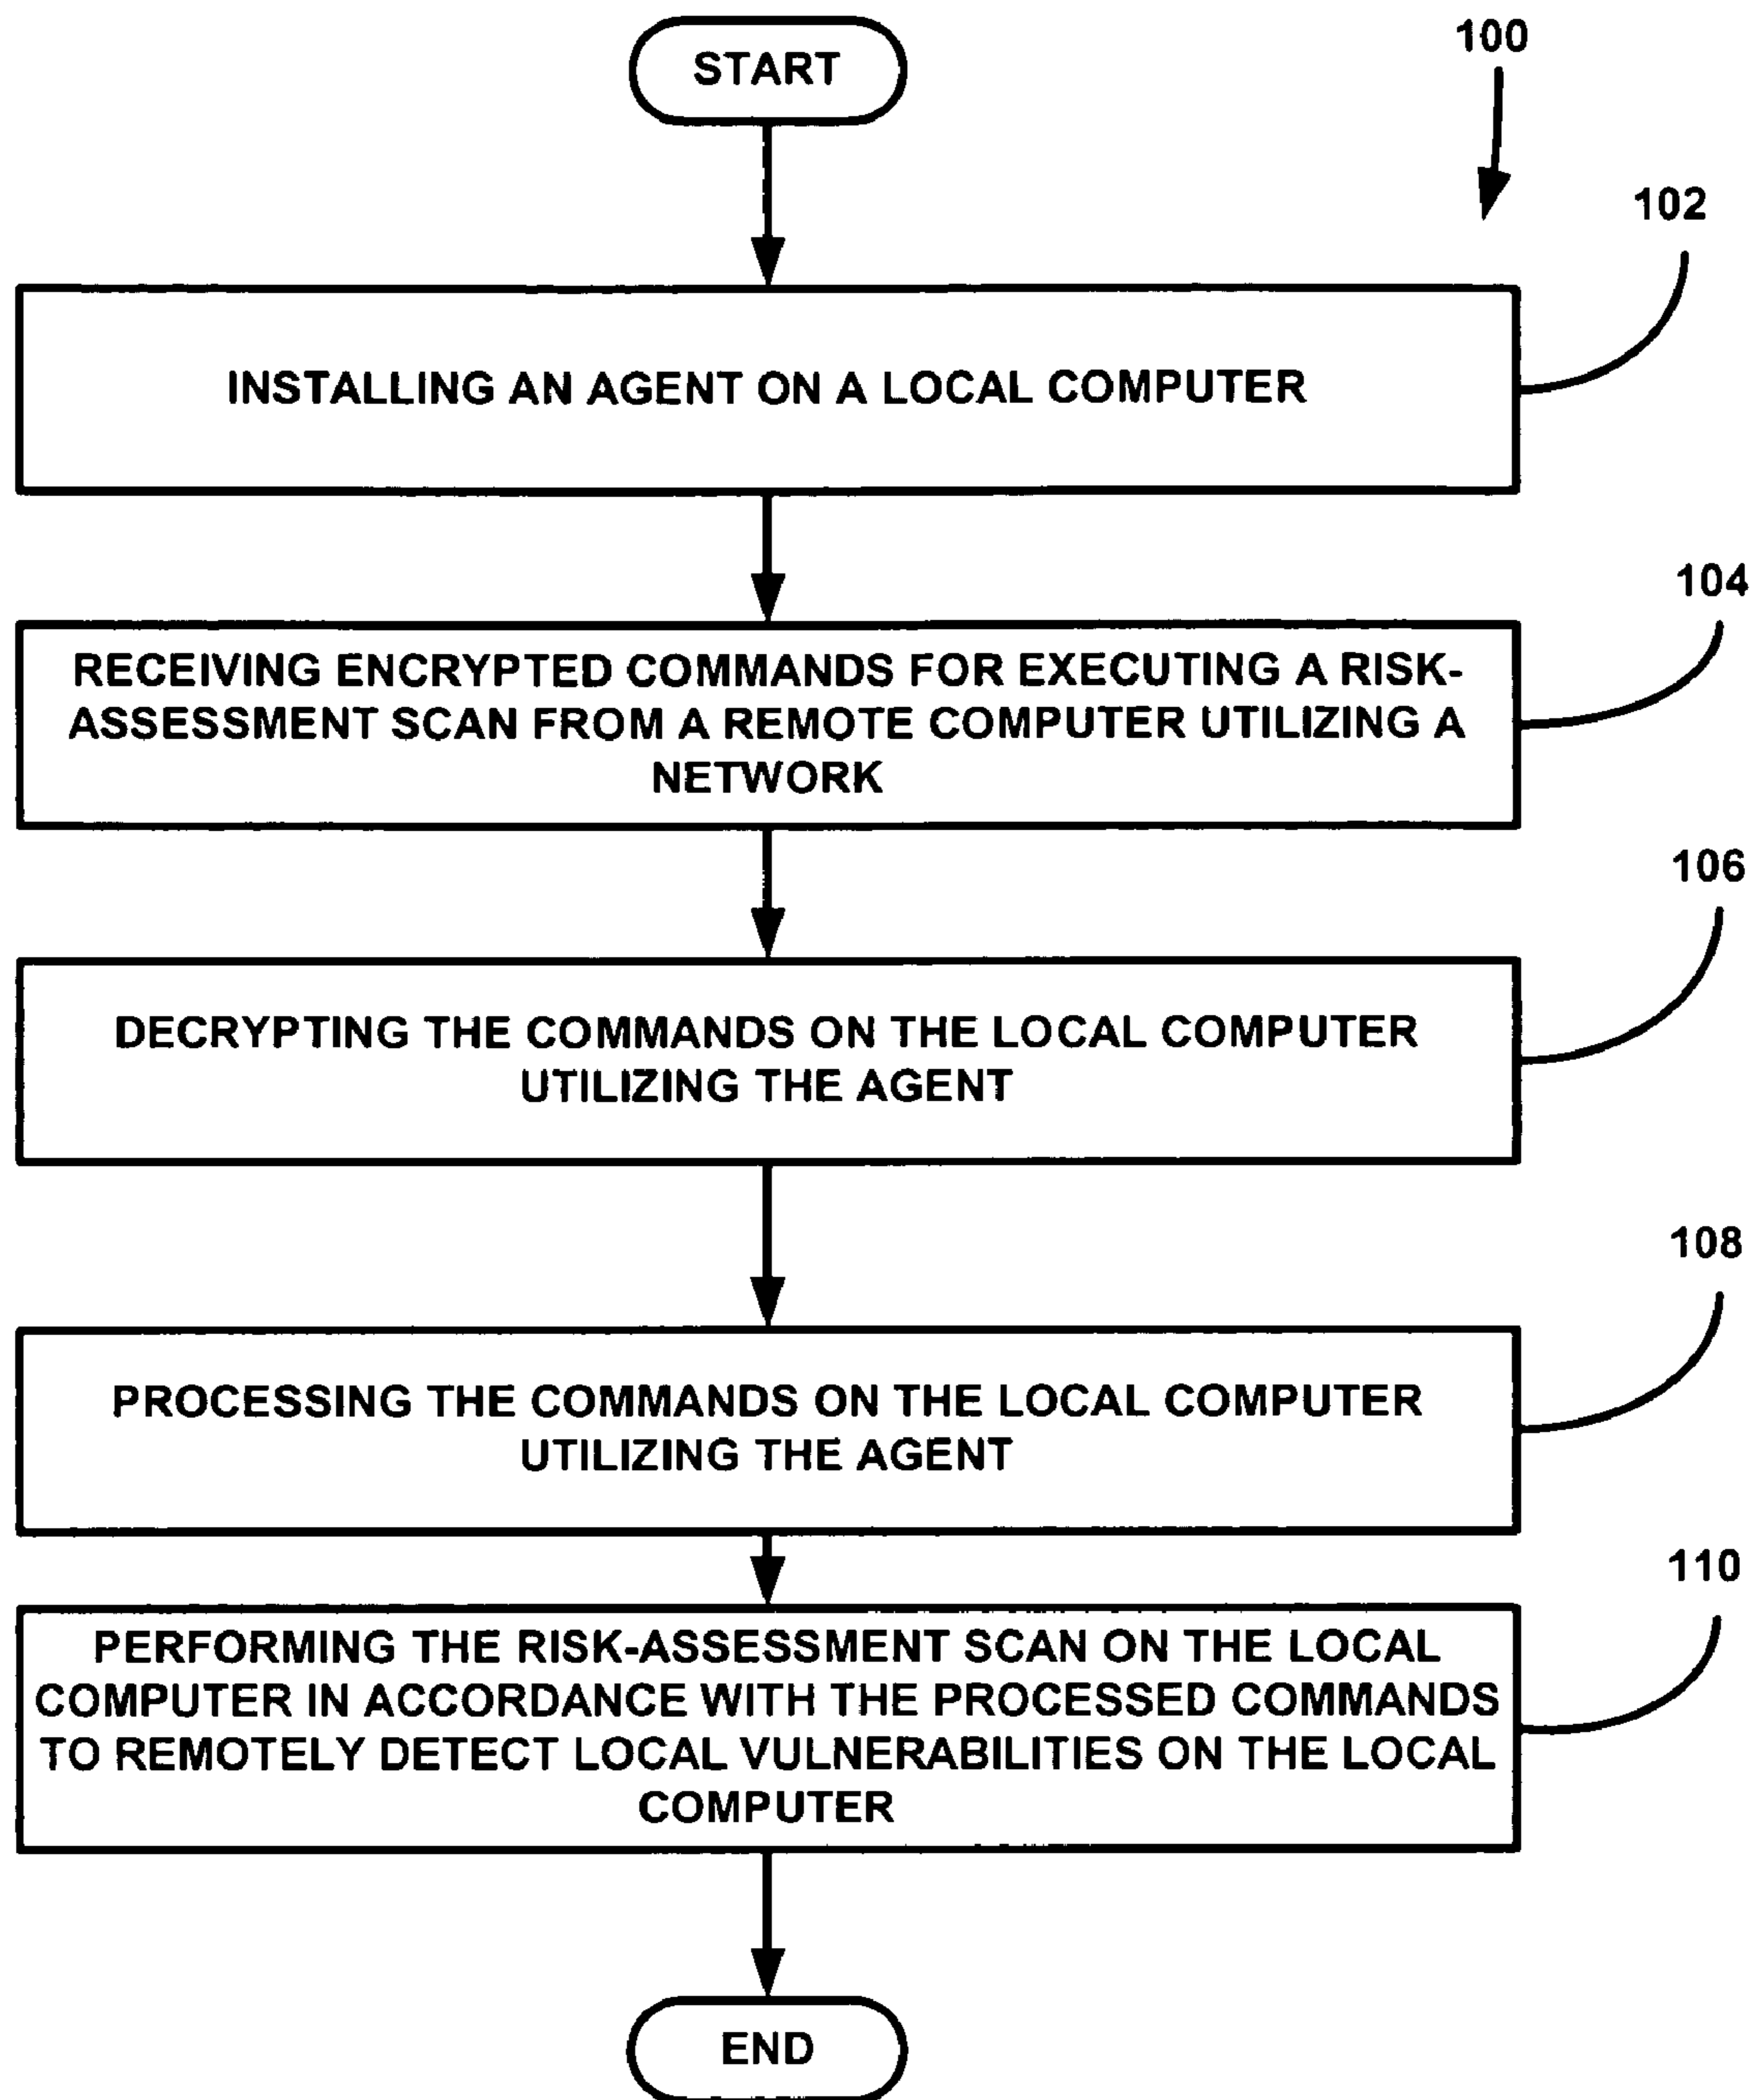 START
100
102
INSTALLING AN AGENT ON A LOCAL COMPUTER
104
RECEIVING ENCRYPTED COMMANDS FOR EXECUTING A RISK-
ASSESSMENT SCAN FROM A REMOTE COMPUTER UTILIZING A
NETWORK
106
DECRYPTING THE COMMANDS ON THE LOCAL COMPUTER
UTILIZING THE AGENT
108
PROCESSING THE COMMANDS ON THE LOCAL COMPUTER
UTILIZING THE AGENT
110
PERFORMING THE RISK-ASSESSMENT SCAN ON THE LOCAL
COMPUTER IN ACCORDANCE WITH THE PROCESSED COMMANDS
TO REMOTELY DETECT LOCAL VULNERABILITIES ON THE LOCAL
COMPUTER
END